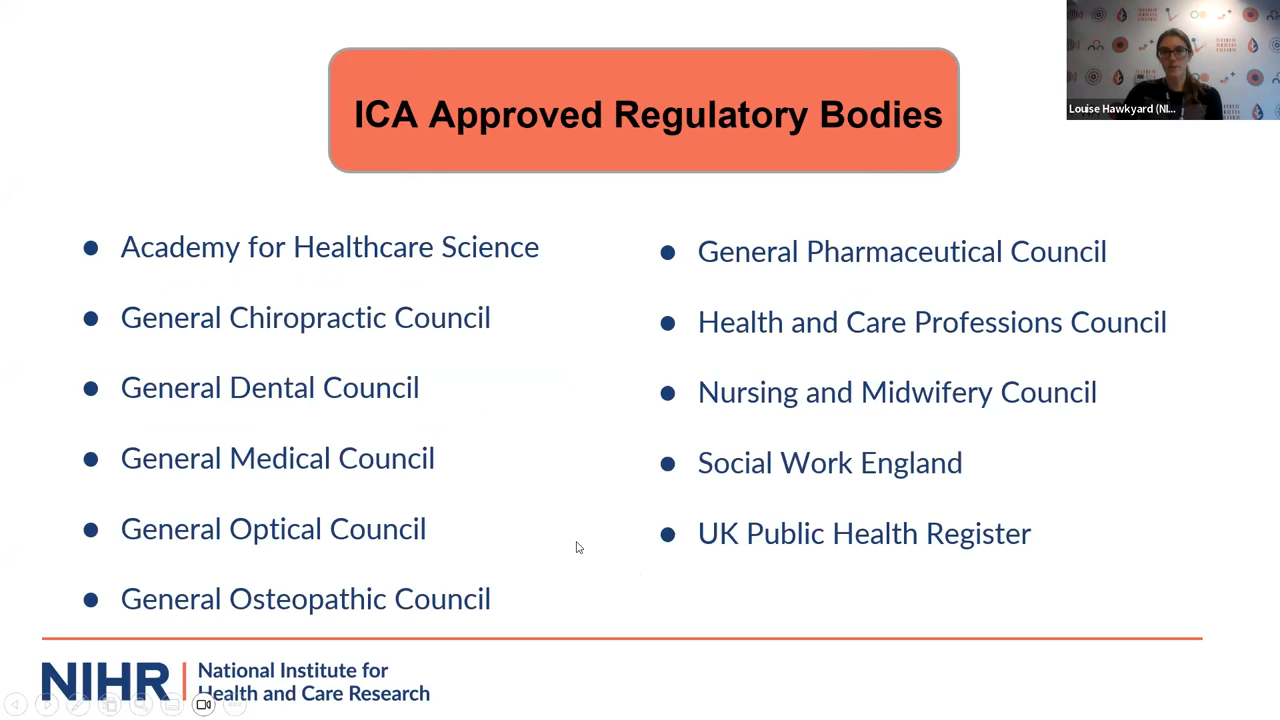 ICA Approved Regulatory Bodies
Louise Hawkyard (NI...
● Academy for Healthcare Science
● General Chiropractic Council
● General Dental Council
● General Medical Council
● General Optical Council
● General Osteopathic Council
● General Pharmaceutical Council
● Health and Care Professions Council
● Nursing and Midwifery Council
● Social Work England
● UK Public Health Register
NIHR | National Institute for
Health and Care Research